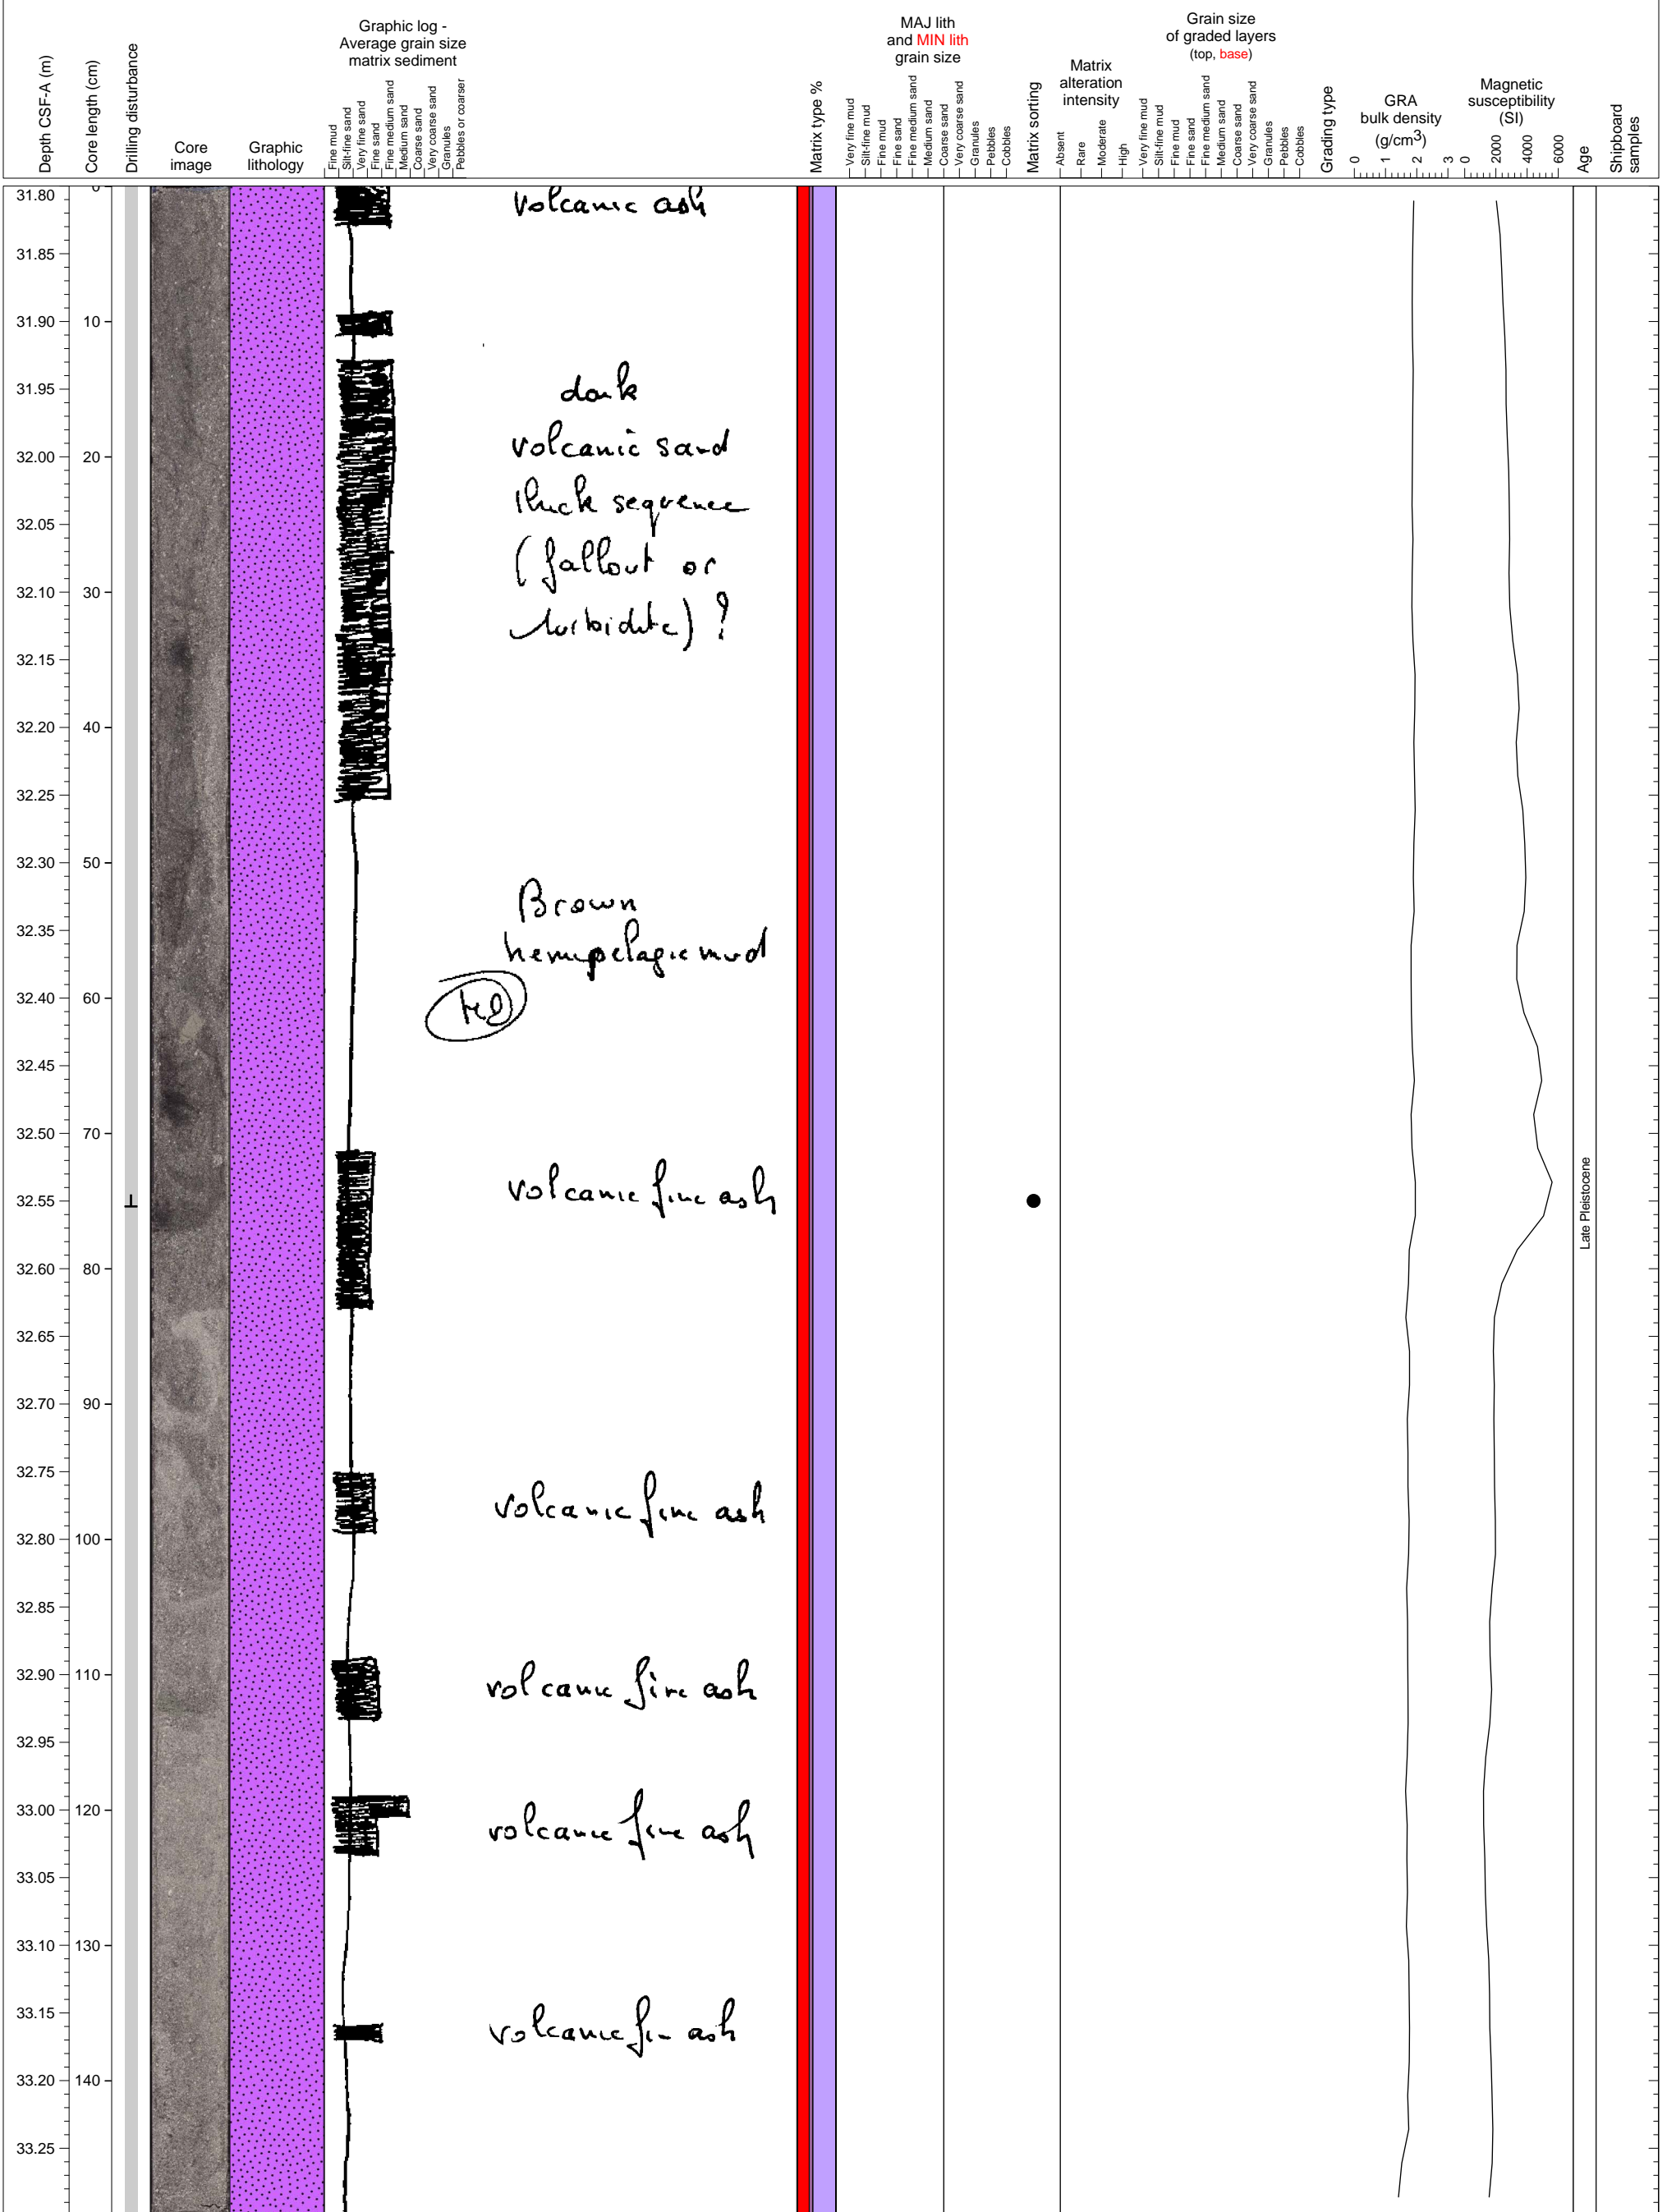 Graphic log -
Average grain size
matrix sediment
MAJ lith
and MIN lith
grain size
Grain size
of graded layers
(top, base)
Depth CSF-A (m)
Core length (cm)
Drilling disturbance
Core
image
Graphic
lithology
Fine mud
Silt-fine sand
Very fine sand
Fine sand
Fine medium sand
Medium sand
Coarse sand
Very coarse sand
Granules
Pebbles or coarser
Matrix type %
Very fine mud
Silt-fine mud
Fine mud
Fine sand
Fine medium sand
Medium sand
Coarse sand
Very coarse sand
Granules
Pebbles
Cobbles
Matrix sorting
Matrix
alteration
intensity
Absent
Rare
Moderate
High
Very fine mud
Silt-fine mud
Fine mud
Fine sand
Fine medium sand
Medium sand
Coarse sand
Very coarse sand
Granules
Pebbles
Cobbles
Grading type
GRA
bulk density
(g/cm3)
0 1 2 3
Magnetic
susceptibility
(SI)
0 2000 4000 6000
Age
Shipboard
samples
31.80 0
volcanic ash
31.85
31.90 10
31.95
dark
32.00 20
volcanic sand
32.05
thick sequence
(fallout or
32.10 30
turbidite) ?
32.15
32.20 40
32.25
32.30 50
Brown
32.35
hemipelagic mud
32.40 60
32.45
32.50 70
volcanic fine ash
32.55
Late Pleistocene
32.60 80
32.65
32.70 90
32.75
volcanic fine ash
32.80 100
32.85
32.90 110
volcanic fine ash
32.95
33.00 120
volcanic fine ash
33.05
33.10 130
33.15
volcanic fin ash
33.20 140
33.25